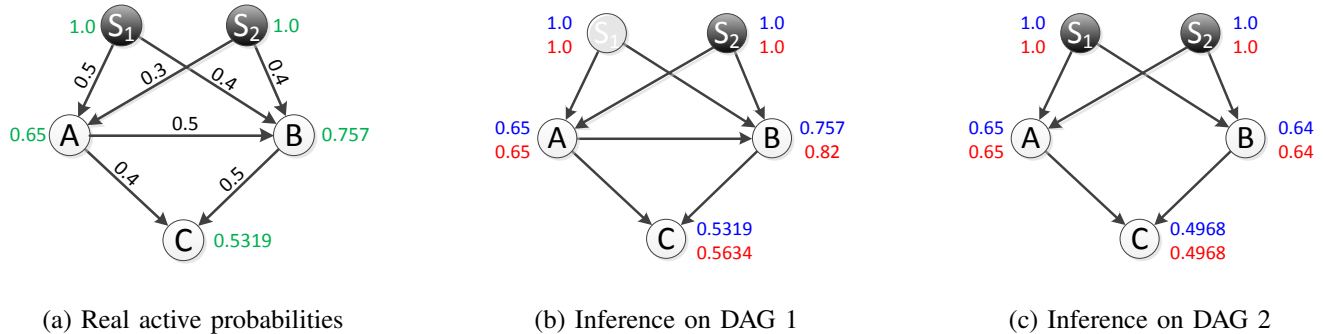 1.0 S1 S2 1.0
0.5 0.3 0.4 0.4
0.65 A 0.5 B 0.757
0.4 0.5
C 0.5319
(a) Real active probabilities
1.0 S1 S2 1.0
1.0 1.0
0.65 A B 0.757
0.65 0.82
C 0.5319
0.5634
(b) Inference on DAG 1
1.0 S1 S2 1.0
1.0 1.0
0.65 A B 0.64
0.65 0.64
C 0.4968
0.4968
(c) Inference on DAG 2